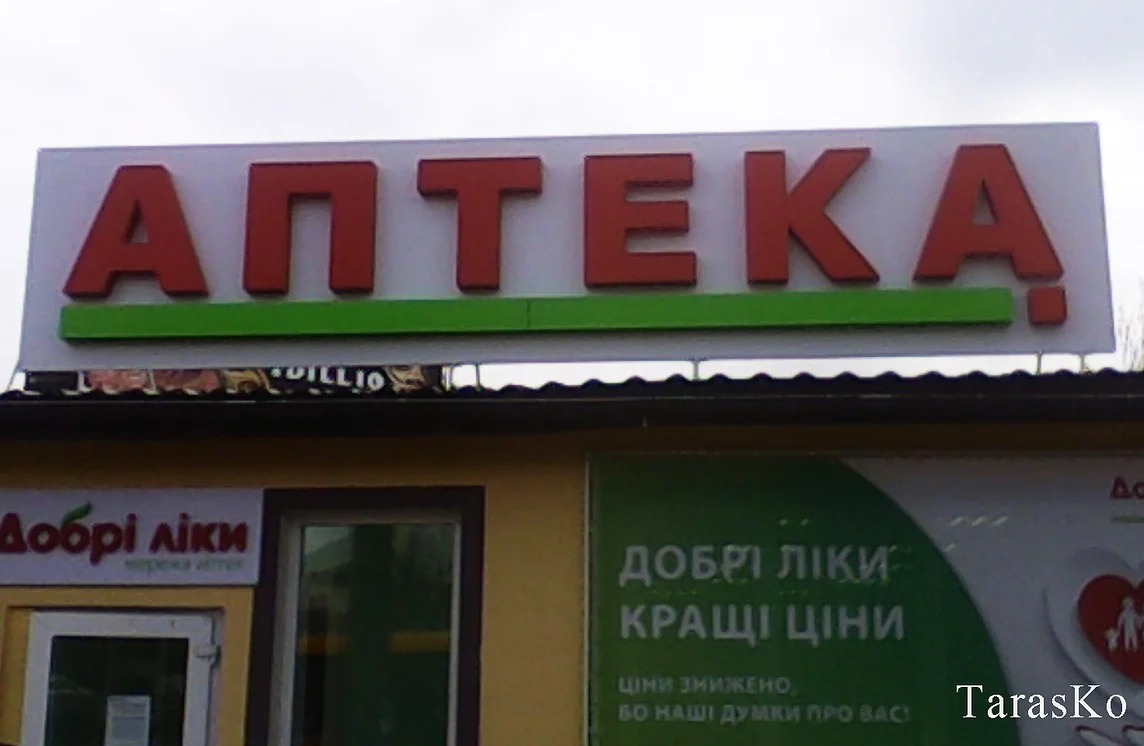 АПТЕКА
Добрі ліки
мережа аптек
ДОБРІ ЛІКИ
КРАЩІ ЦІНИ
ЦІНИ ЗНИЖЕНО,
БО НАШІ ДУМКИ ПРО ВАС!
TarasKo